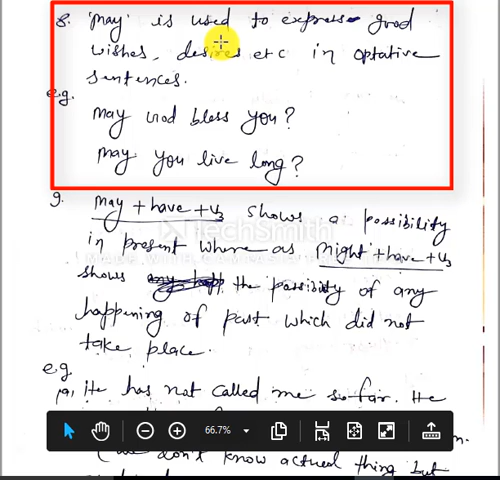 8. 'may' is used to express good
wishes, desires etc in optative
sentences.
e.g.
may God bless you?
may you live long?
9. may + have + v3 shows a possibility
in present where as might + have + v3
shows the possibility of any
happening of past which did not
take place.
e.g.
He has not called me so far. He
66.7%
don't know actual thing but
TechSmith